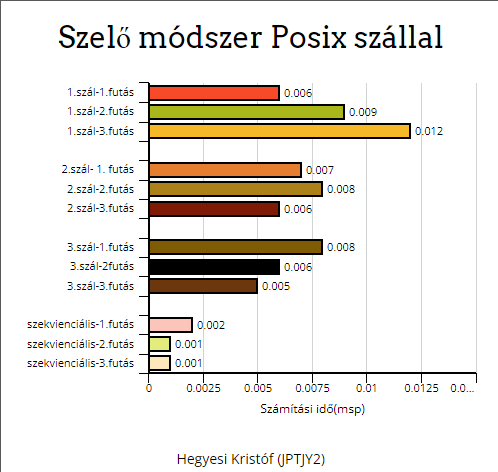 Szelő módszer Posix szállal
1.szál-1.futás 0.006
1.szál-2.futás 0.009
1.szál-3.futás 0.012
2.szál- 1. futás 0.007
2.szál-2.futás 0.008
2.szál-3.futás 0.006
3.szál-1.futás 0.008
3.szál-2futás 0.006
3.szál-3.futás 0.005
szekvienciális-1.futás 0.002
szekvienciális-2.futás 0.001
szekvienciális-3.futás 0.001
0 0.0025 0.005 0.0075 0.01 0.0125 0.0...
Számítási idő(msp)
Hegyesi Kristóf (JPTJY2)